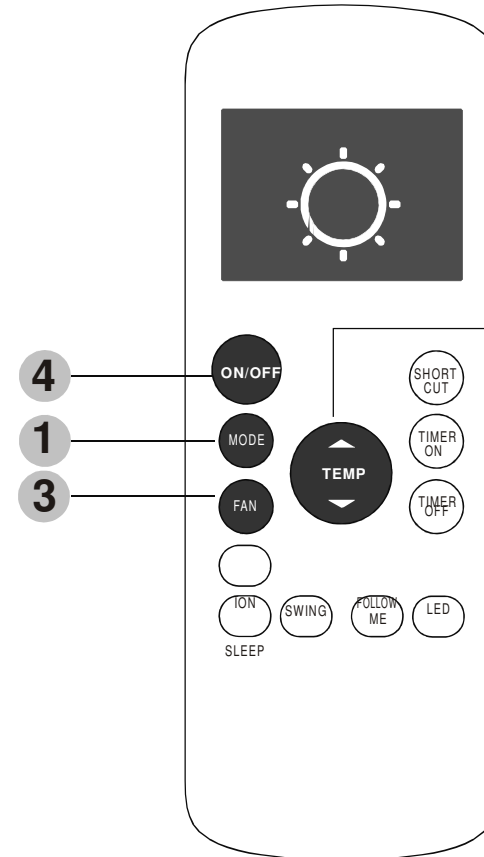 4
ON/OFF
SHORT
CUT
1
MODE
TEMP
TIMER
ON
3
FAN
TIMER
OFF
ION
SWING
FOLLOW
ME
LED
SLEEP